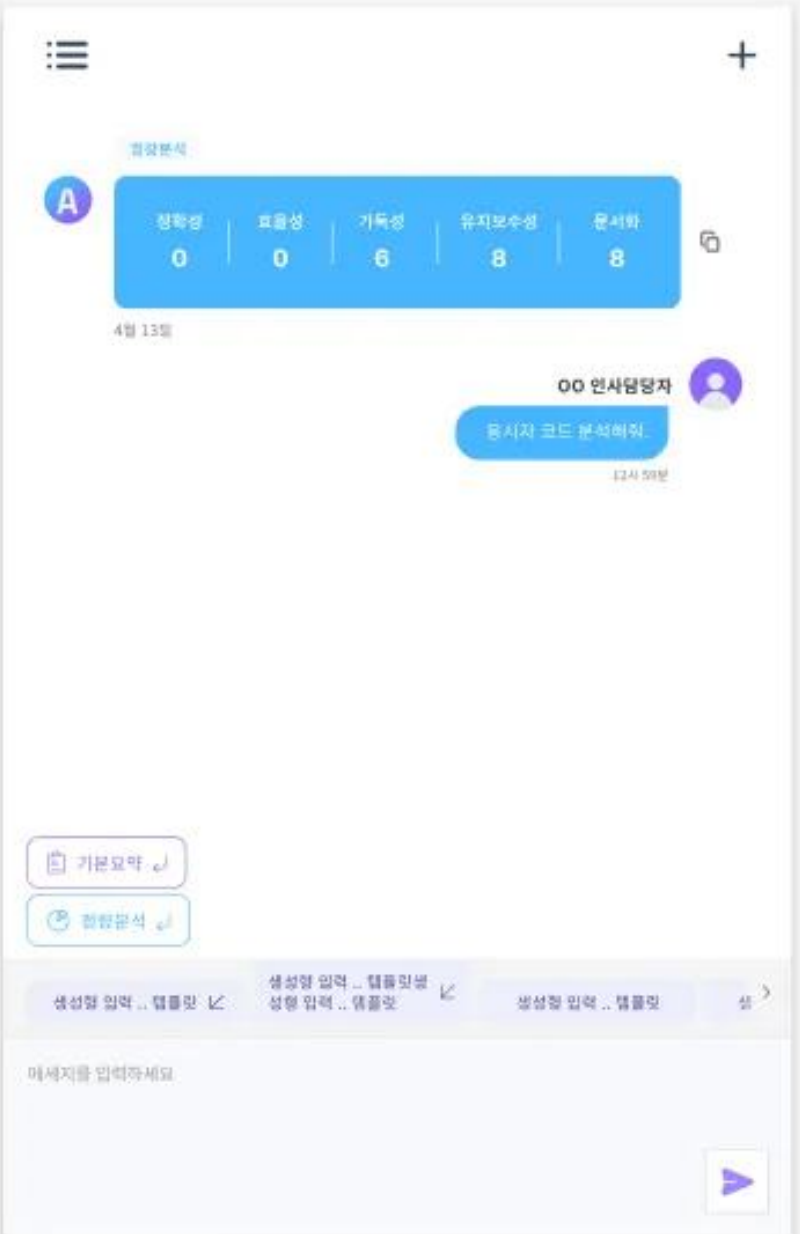 정량분석
A
정확성 효율성 가독성 유지보수성 문서화
0 0 6 8 8
4월 13일
OO 인사담당자
응시자 코드 분석해줘.
12시 59분
기본요약
정량분석
생성형 입력 .. 템플릿
생성형 입력 .. 템플릿생
성형 입력 .. 템플릿
생성형 입력 .. 템플릿
생
메세지를 입력하세요